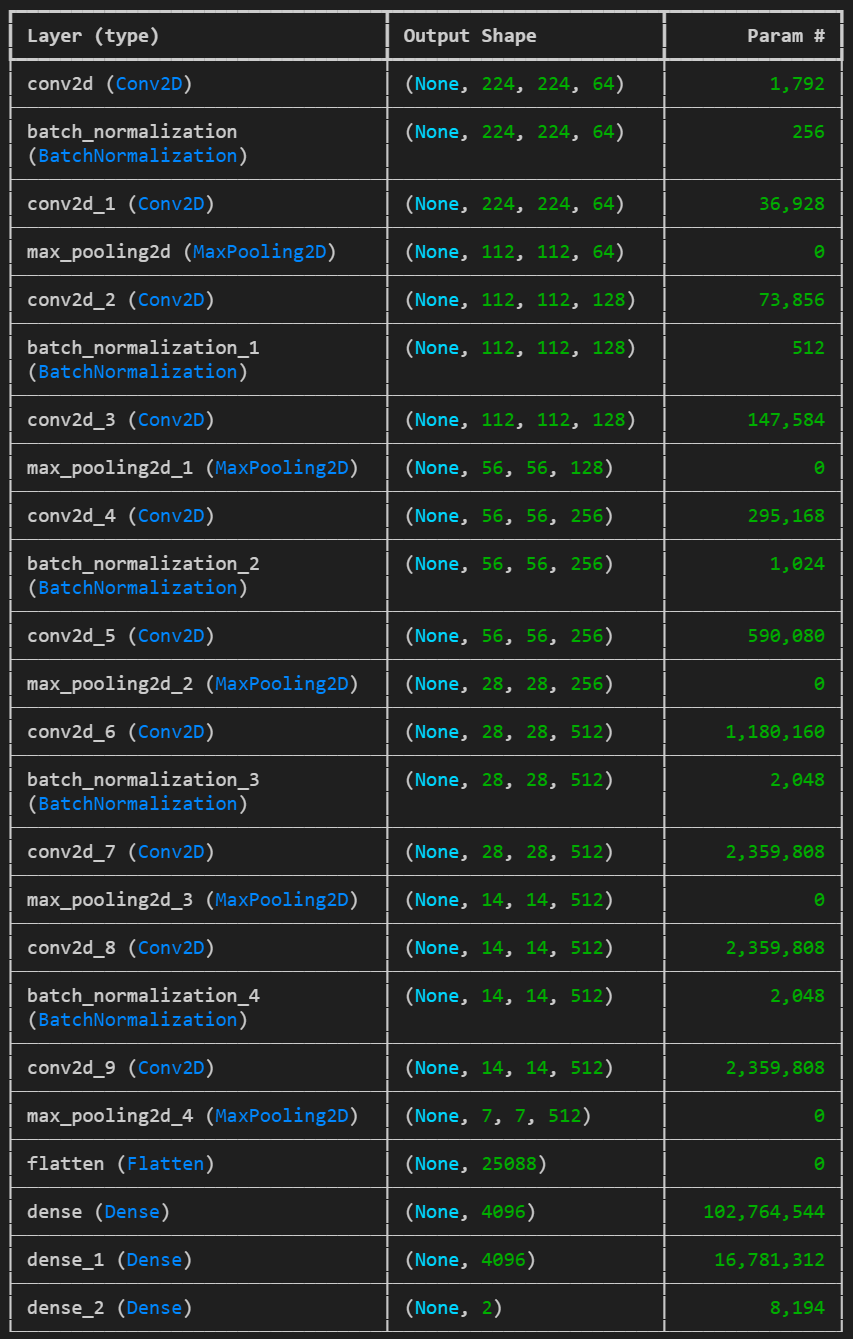 Layer (type) Output Shape Param #
conv2d (Conv2D) (None, 224, 224, 64) 1,792
batch_normalization (None, 224, 224, 64) 256
(BatchNormalization)
conv2d_1 (Conv2D) (None, 224, 224, 64) 36,928
max_pooling2d (MaxPooling2D) (None, 112, 112, 64) 0
conv2d_2 (Conv2D) (None, 112, 112, 128) 73,856
batch_normalization_1 (None, 112, 112, 128) 512
(BatchNormalization)
conv2d_3 (Conv2D) (None, 112, 112, 128) 147,584
max_pooling2d_1 (MaxPooling2D) (None, 56, 56, 128) 0
conv2d_4 (Conv2D) (None, 56, 56, 256) 295,168
batch_normalization_2 (None, 56, 56, 256) 1,024
(BatchNormalization)
conv2d_5 (Conv2D) (None, 56, 56, 256) 590,080
max_pooling2d_2 (MaxPooling2D) (None, 28, 28, 256) 0
conv2d_6 (Conv2D) (None, 28, 28, 512) 1,180,160
batch_normalization_3 (None, 28, 28, 512) 2,048
(BatchNormalization)
conv2d_7 (Conv2D) (None, 28, 28, 512) 2,359,808
max_pooling2d_3 (MaxPooling2D) (None, 14, 14, 512) 0
conv2d_8 (Conv2D) (None, 14, 14, 512) 2,359,808
batch_normalization_4 (None, 14, 14, 512) 2,048
(BatchNormalization)
conv2d_9 (Conv2D) (None, 14, 14, 512) 2,359,808
max_pooling2d_4 (MaxPooling2D) (None, 7, 7, 512) 0
flatten (Flatten) (None, 25088) 0
dense (Dense) (None, 4096) 102,764,544
dense_1 (Dense) (None, 4096) 16,781,312
dense_2 (Dense) (None, 2) 8,194